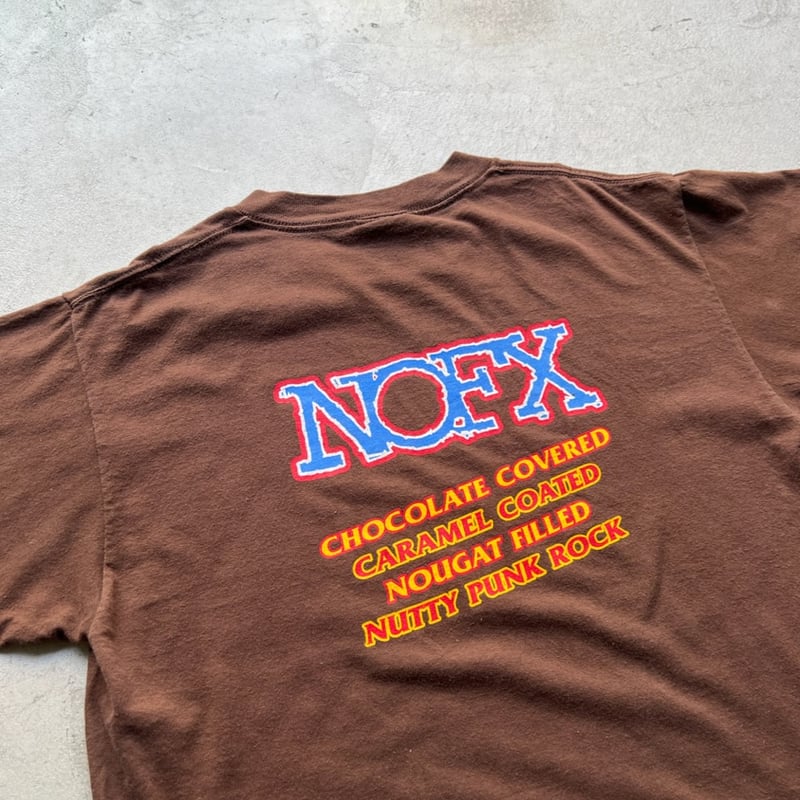 NOFX
CHOCOLATE COVERED
CARAMEL COATED
NOUGAT FILLED
NUTTY PUNK ROCK